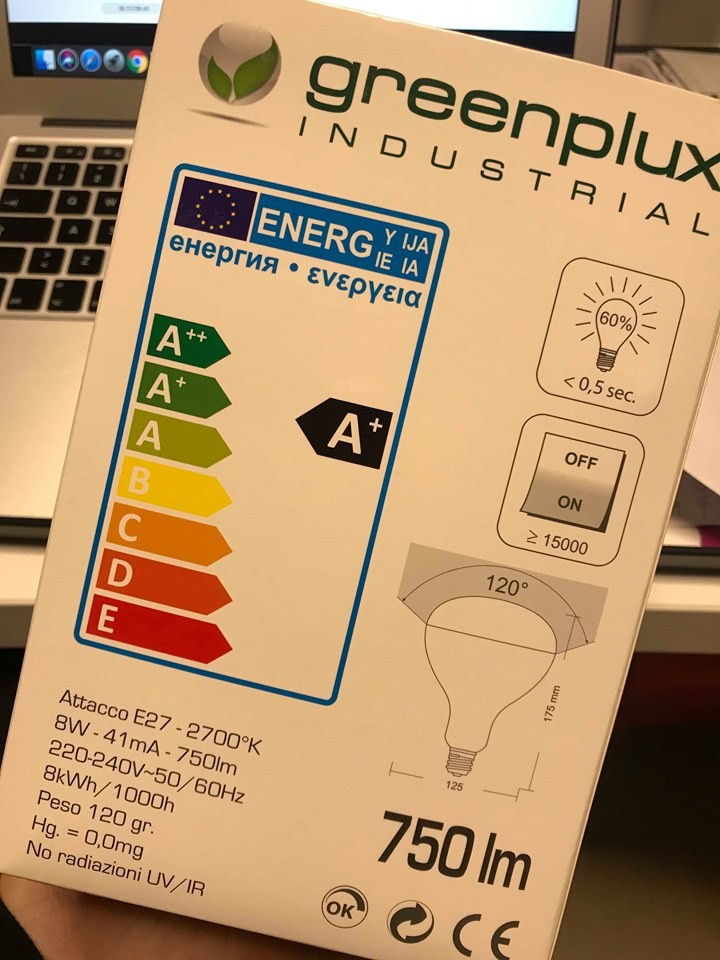 greenplux
INDUSTRIAL
ENERG Y IJA
IE IA
енергия • ενεργεια
A++
A+
A
B
C
D
E
A+
60%
< 0,5 sec.
OFF
ON
≥ 15000
120°
175 mm
125
Attacco E27 - 2700°K
8W - 41mA - 750lm
220-240V~50/60Hz
8kWh/1000h
Peso 120 gr.
Hg. = 0,0mg
No radiazioni UV/IR
750 lm
OK
CE